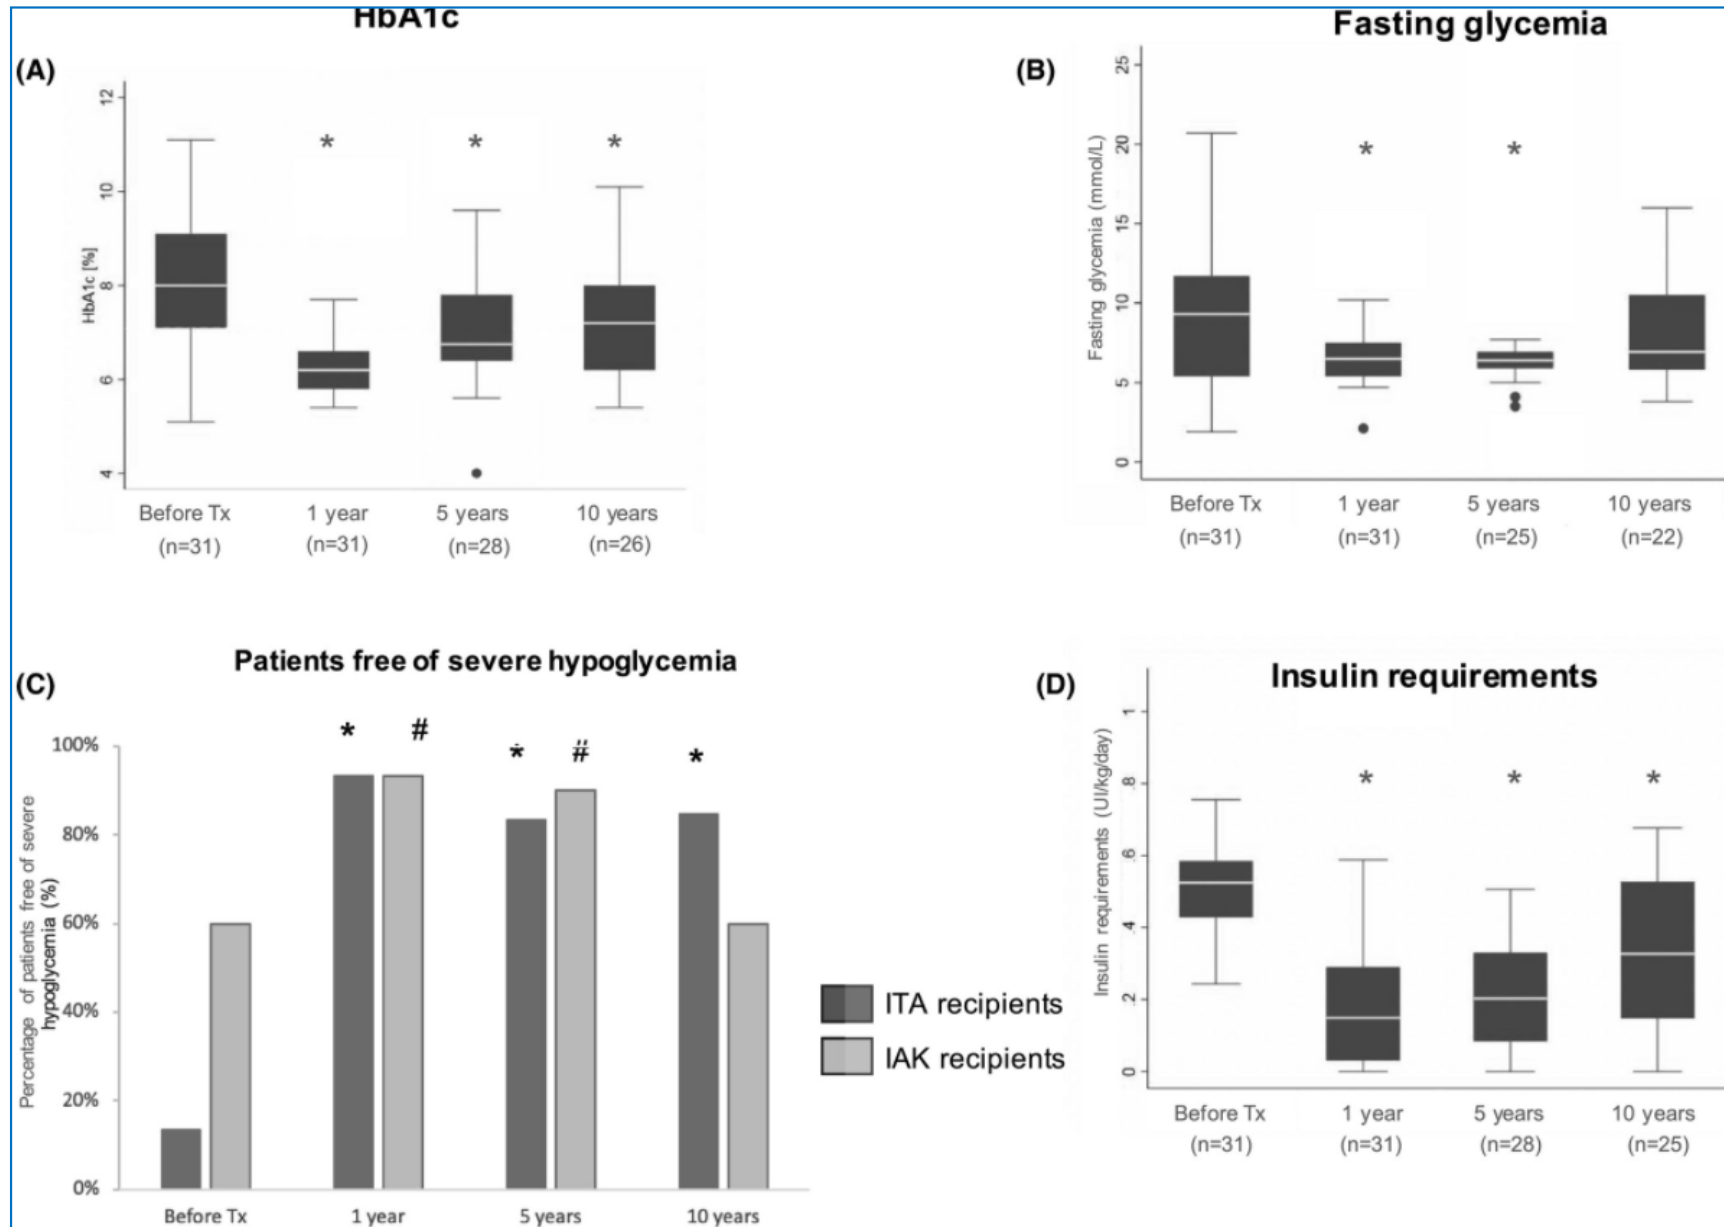 HbA1c
(A)
HbA1c [%]
12
10
8
6
4
*
*
*
Before Tx
1 year
5 years
10 years
(n=31)
(n=31)
(n=28)
(n=26)
Fasting glycemia
(B)
Fasting glycemia (mmol/L)
25
20
15
10
5
0
*
*
Before Tx
1 year
5 years
10 years
(n=31)
(n=31)
(n=25)
(n=22)
Patients free of severe hypoglycemia
(C)
Percentage of patients free of severe
hypoglycemia (%)
100%
80%
60%
40%
20%
0%
*
#
*
#
*
Before Tx
1 year
5 years
10 years
ITA recipients
IAK recipients
Insulin requirements
(D)
Insulin requirements (UI/kg/day)
1
.8
.6
.4
.2
0
*
*
*
Before Tx
1 year
5 years
10 years
(n=31)
(n=31)
(n=28)
(n=25)